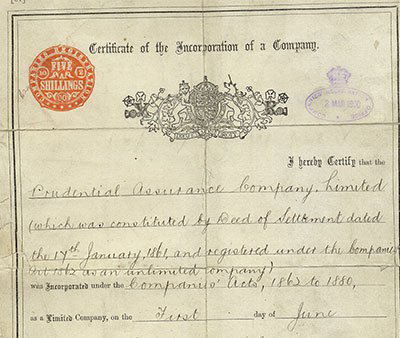 Certificate of the Incorporation of a Company.
FIVE
SHILLINGS
2 MAR 1900
I hereby Certify that the
Prudential Assurance Company, Limited
(which was constituted by Deed of Settlement dated
the 17th January, 1861, and registered under the Companies
Act 1862 as an unlimited company)
was Incorporated under the Companies' Acts, 1862 to 1880,
as a Limited Company, on the First day of June